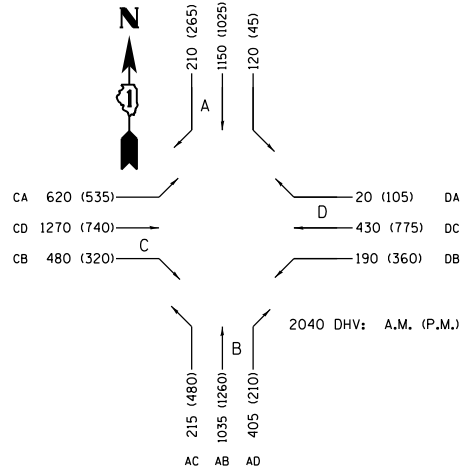 N
1
210 (265)
1150 (1025)
120 (45)
A
CA 620 (535)
20 (105) DA
D
CD 1270 (740)
430 (775) DC
C
CB 480 (320)
190 (360) DB
2040 DHV: A.M. (P.M.)
B
215 (480)
1035 (1260)
405 (210)
AC AB AD